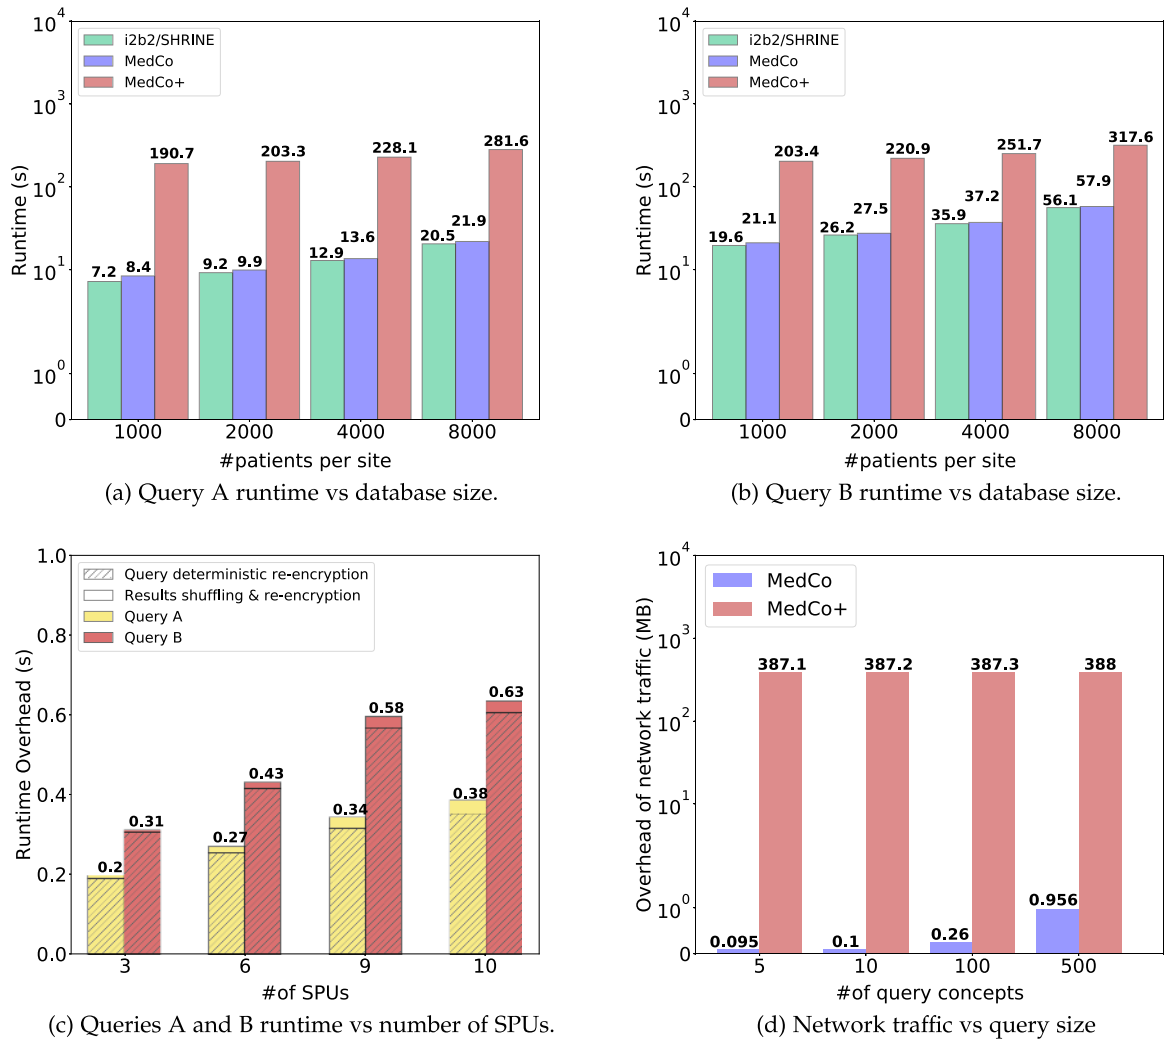 10^4
10^3
10^2
10^1
10^0
0
Runtime (s)
i2b2/SHRINE
MedCo
MedCo+
7.2 8.4 190.7
9.2 9.9 203.3
12.9 13.6 228.1
20.5 21.9 281.6
1000 2000 4000 8000
#patients per site
(a) Query A runtime vs database size.
10^4
10^3
10^2
10^1
10^0
0
Runtime (s)
i2b2/SHRINE
MedCo
MedCo+
19.6 21.1 203.4
26.2 27.5 220.9
35.9 37.2 251.7
56.1 57.9 317.6
1000 2000 4000 8000
#patients per site
(b) Query B runtime vs database size.
1.0
0.8
0.6
0.4
0.2
0.0
Runtime Overhead (s)
Query deterministic re-encryption
Results shuffling & re-encryption
Query A
Query B
0.2 0.31
0.27 0.43
0.34 0.58
0.38 0.63
3 6 9 10
#of SPUs
(c) Queries A and B runtime vs number of SPUs.
10^4
10^3
10^2
10^1
10^0
0
Overhead of network traffic (MB)
MedCo
MedCo+
0.095 387.1
0.1 387.2
0.26 387.3
0.956 388
5 10 100 500
#of query concepts
(d) Network traffic vs query size